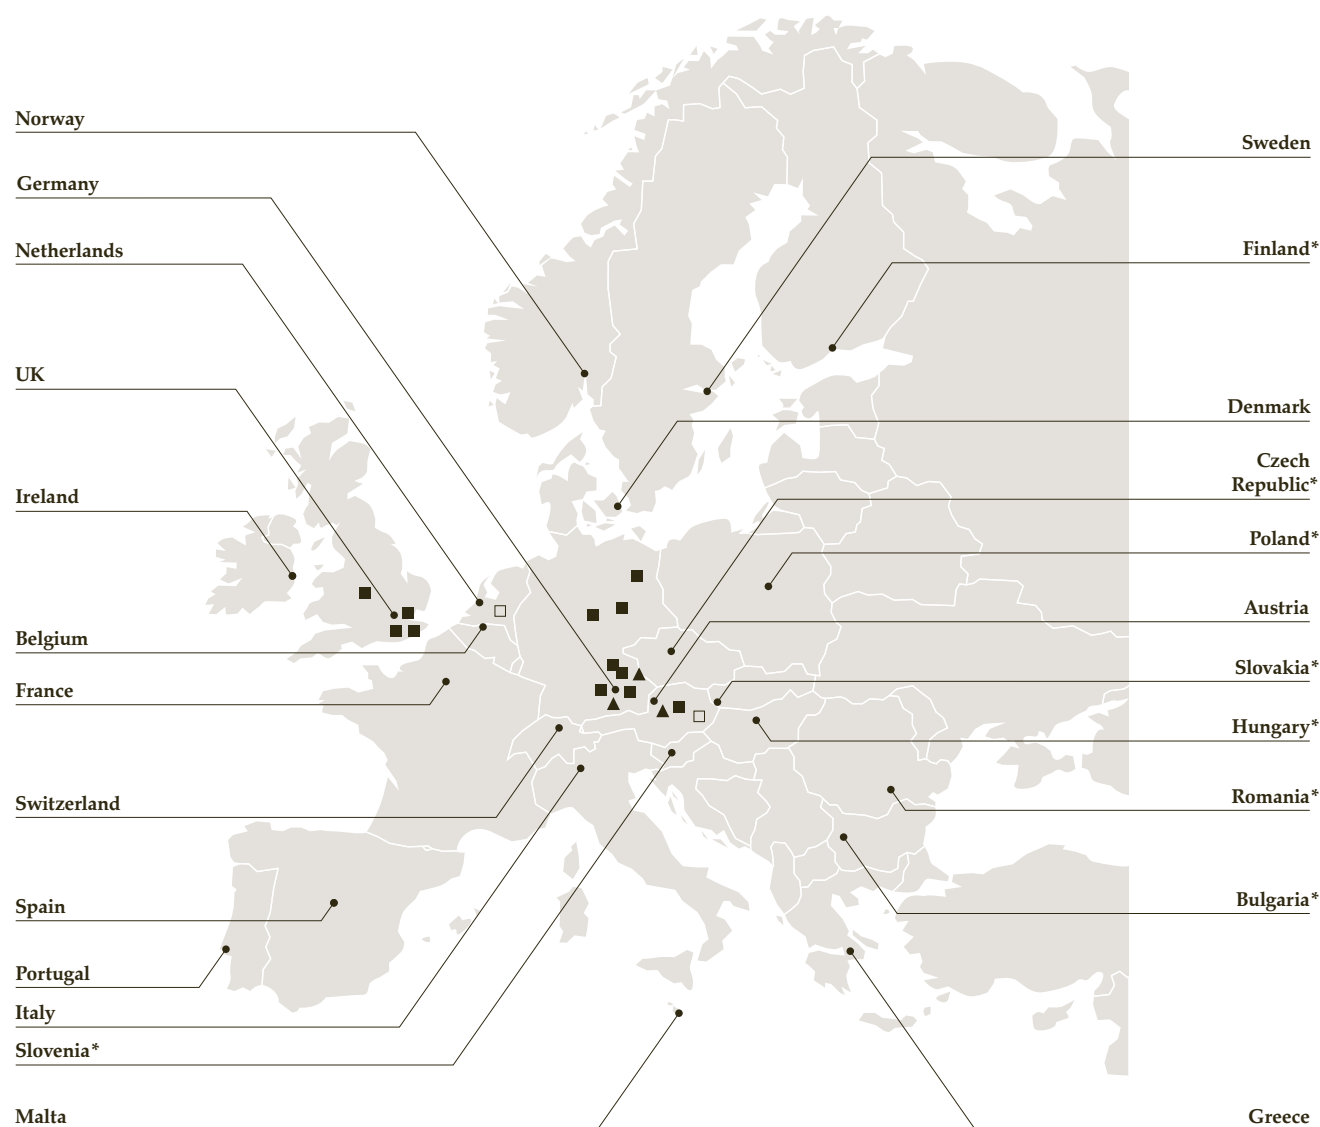 Norway
Germany
Netherlands
UK
Ireland
Belgium
France
Switzerland
Spain
Portugal
Italy
Slovenia*
Malta
Sweden
Finland*
Denmark
Czech
Republic*
Poland*
Austria
Slovakia*
Hungary*
Romania*
Bulgaria*
Greece